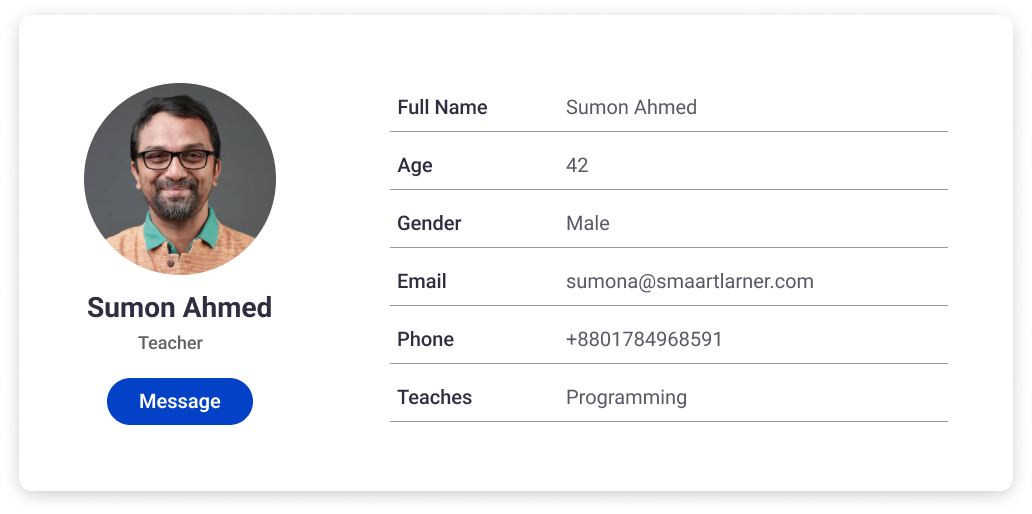 Sumon Ahmed
Teacher
Message
Full Name Sumon Ahmed
Age 42
Gender Male
Email sumona@smaartlarner.com
Phone +8801784968591
Teaches Programming